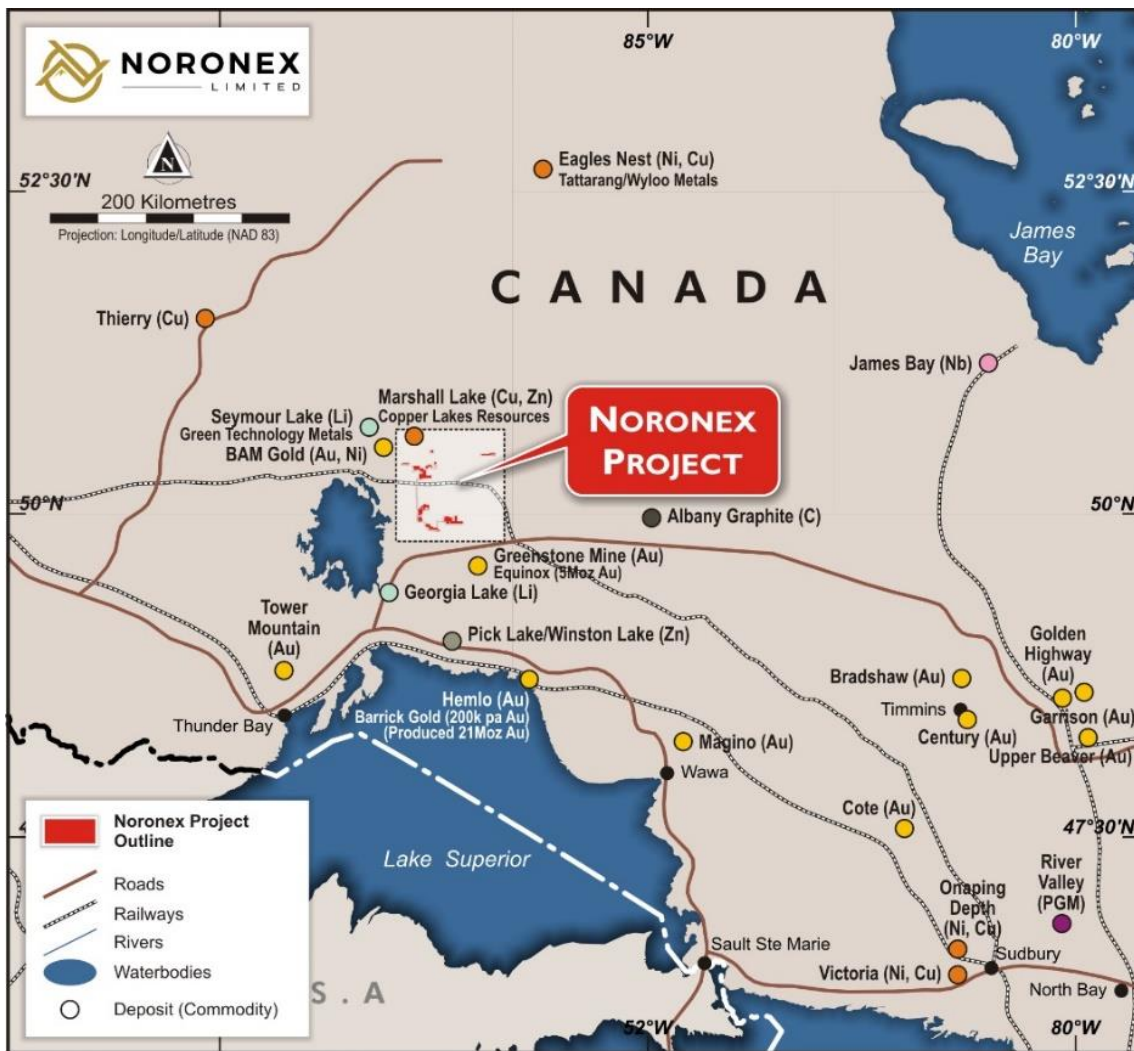 NORONEX
LIMITED
85°W
80°W
N
52°30'N
200 Kilometres
Projection: Longitude/Latitude (NAD 83)
Eagles Nest (Ni, Cu)
Tattarang/Wyloo Metals
52°30'N
James
Bay
CANADA
Thierry (Cu)
James Bay (Nb)
Marshall Lake (Cu, Zn)
Copper Lakes Resources
Seymour Lake (Li)
Green Technology Metals
BAM Gold (Au, Ni)
NORONEX
PROJECT
50°N
Albany Graphite (C)
50°N
Greenstone Mine (Au)
Equinox (5Moz Au)
Georgia Lake (Li)
Tower
Mountain
(Au)
Pick Lake/Winston Lake (Zn)
Golden
Highway
(Au)
Bradshaw (Au)
Hemlo (Au)
Barrick Gold (200k pa Au)
(Produced 21Moz Au)
Thunder Bay
Timmins
Garrison (Au)
Century (Au)
Upper Beaver (Au)
Magino (Au)
Wawa
Cote (Au)
47°30'N
Lake Superior
River
Valley
(PGM)
Onaping
Depth
(Ni, Cu)
Sault Ste Marie
Sudbury
Victoria (Ni, Cu)
North Bay
52°W
80°W
Noronex Project
Outline
Roads
Railways
Rivers
Waterbodies
Deposit (Commodity)
S.A